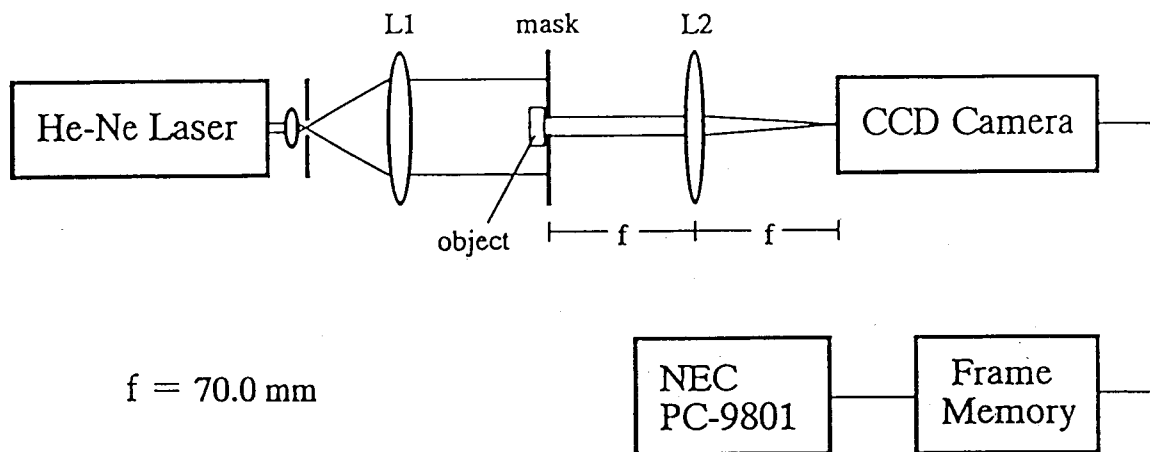 L1
mask
L2
He-Ne Laser
CCD Camera
object
f
f
f = 70.0 mm
NEC
PC-9801
Frame
Memory